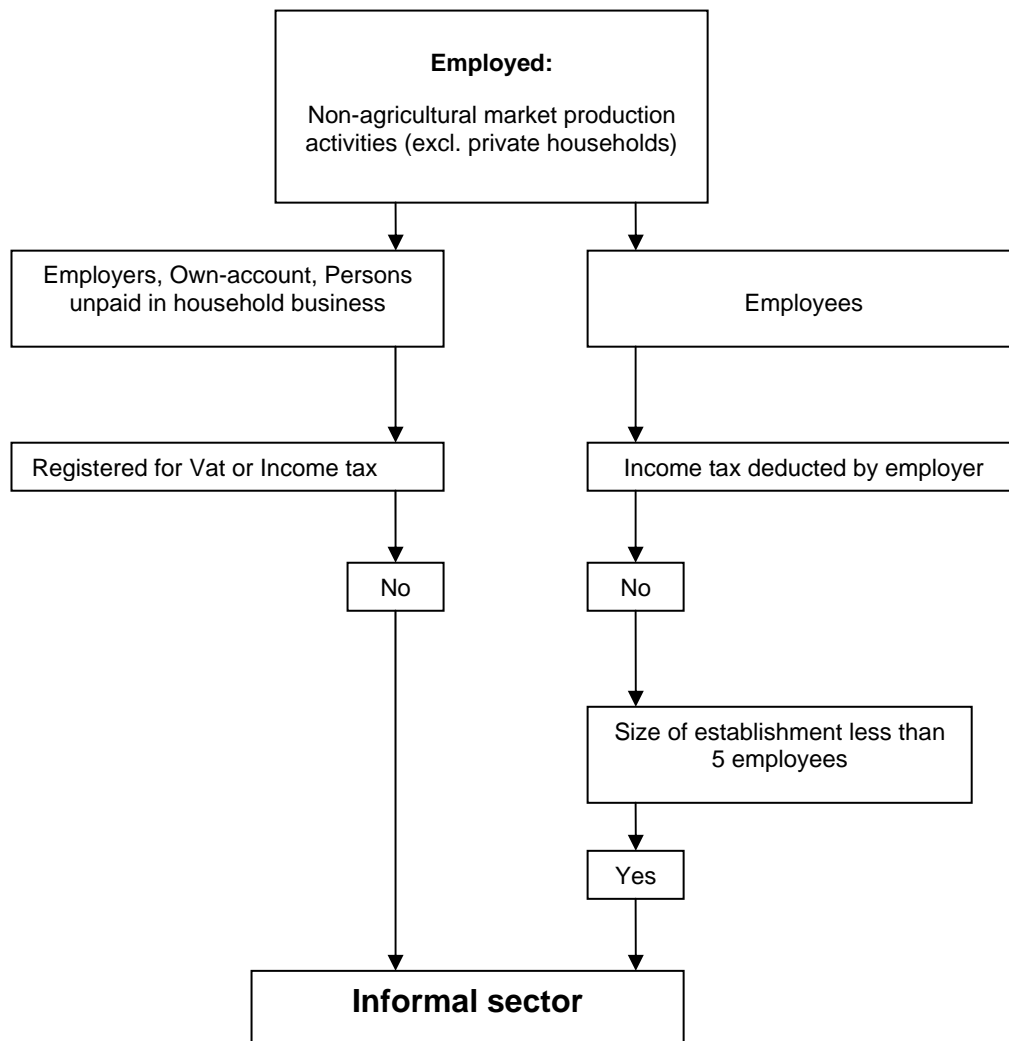 Employed:
Non-agricultural market production
activities (excl. private households)
Employers, Own-account, Persons
unpaid in household business
Employees
Registered for Vat or Income tax
Income tax deducted by employer
No
No
Size of establishment less than
5 employees
Yes
Informal sector